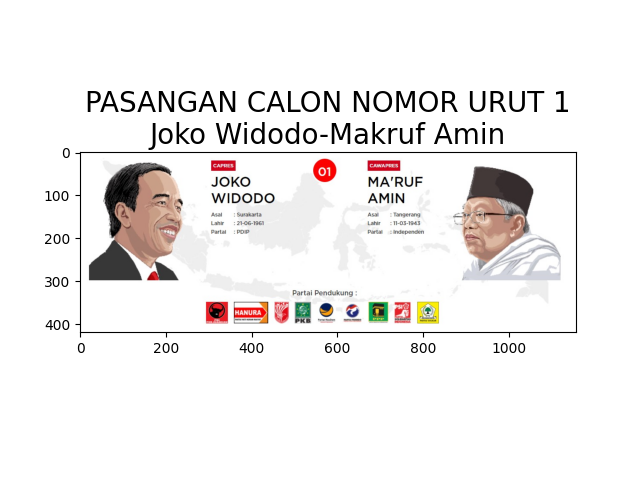 PASANGAN CALON NOMOR URUT 1
Joko Widodo-Makruf Amin
0
100
200
300
400
CAPRES
JOKO
WIDODO
Asal : Surakarta
Lahir : 21-06-1961
Partai : PDIP
01
CAWAPRES
MA'RUF
AMIN
Asal : Tangerang
Lahir : 11-03-1943
Partai : Independen
Partai Pendukung :
HANURA
PKB
0 200 400 600 800 1000